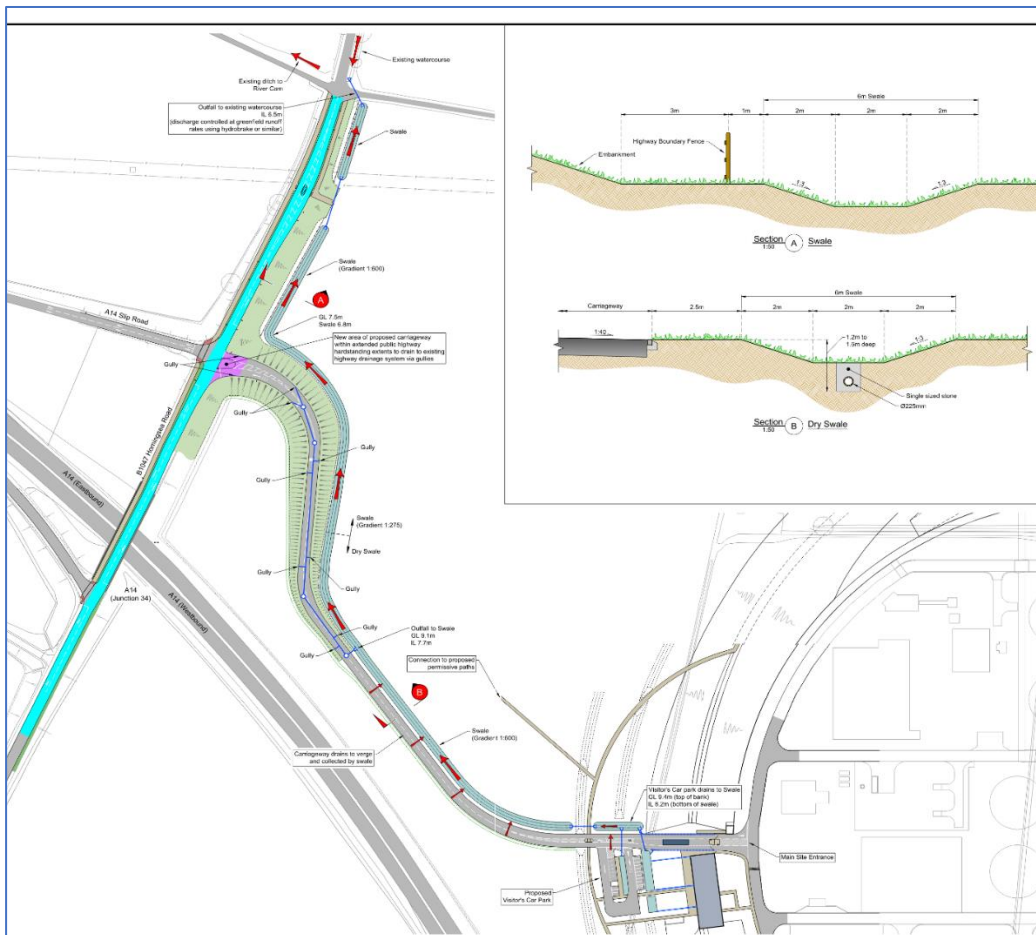 Existing watercourse
Existing ditch to
River Cam
Outfall to existing watercourse
IL 6.5m
(discharge controlled at greenfield runoff
rates using hydrobrake or similar)
Swale
Swale
(Gradient 1:600)
A
GL 7.5m
Swale 6.8m
A14 Slip Road
New area of proposed carriageway
within extended public highway
hardstanding extents to drain to existing
highway drainage system via gullies
Gully
Gully
Gully
Gully
B1047 Horningsea Road
A14 (Eastbound)
Swale
(Gradient 1:275)
Dry Swale
Gully
Gully
A14
(Junction 34)
A14 (Westbound)
Gully
Gully
Outfall to Swale
GL 9.1m
IL 7.7m
Connection to proposed
permissive paths
B
Carriageway drains to verge
and collected by swale
Swale
(Gradient 1:600)
Visitor's Car park drains to Swale
GL 9.4m (top of bank)
IL 8.2m (bottom of swale)
Main Site Entrance
Proposed
Visitor's Car Park
6m Swale
3m 1m 2m 2m 2m
Highway Boundary Fence
Embankment
1:3 1:3
Section A Swale
1:50
6m Swale
Carriageway 2.5m 2m 2m 2m
1:40
1.2m to
1.5m deep
1:3
Single sized stone
Ø225mm
Section B Dry Swale
1:50